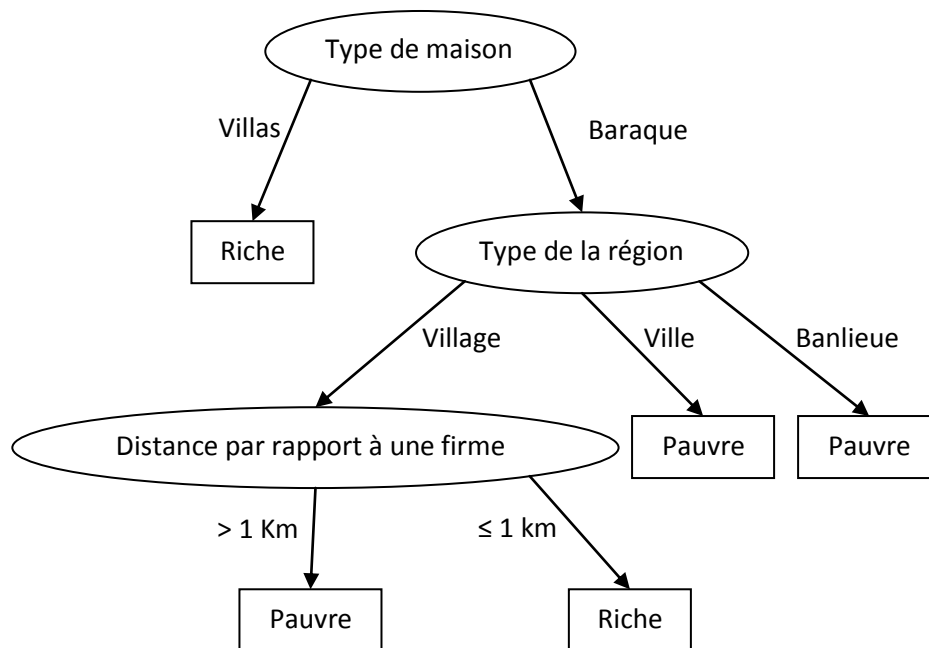 Type de maison
Villas
Baraque
Riche
Type de la région
Village
Ville
Banlieue
Distance par rapport à une firme
Pauvre
Pauvre
> 1 Km
≤ 1 km
Pauvre
Riche